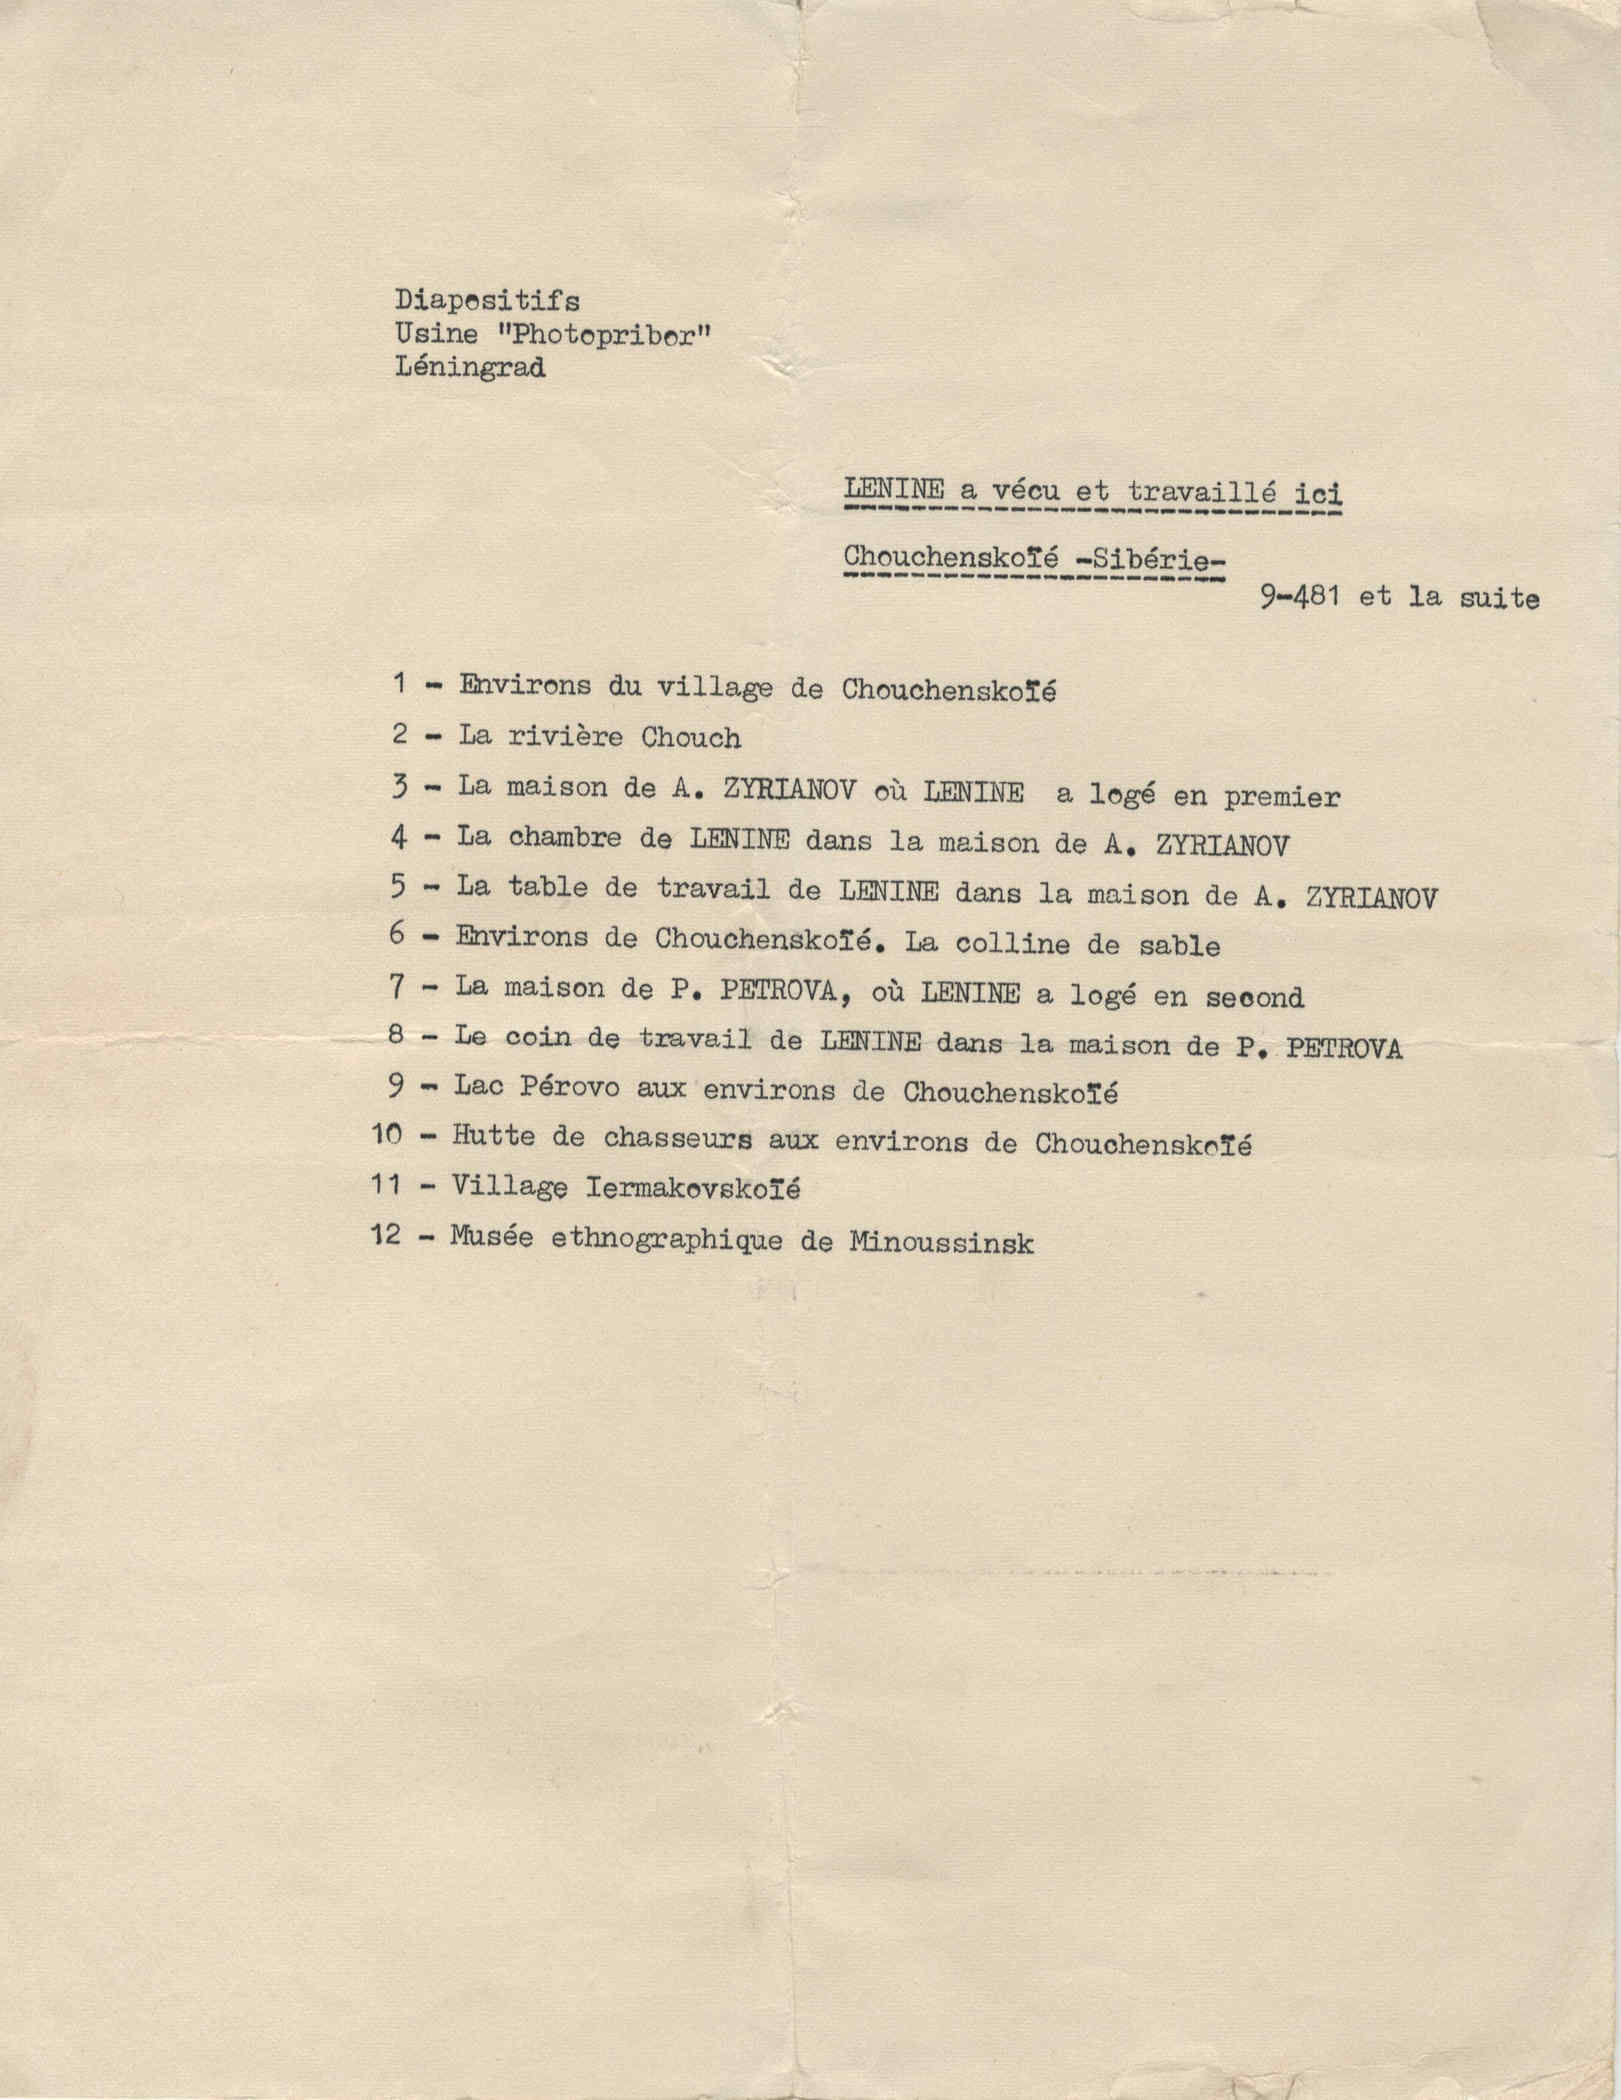 Diapositifs
Usine "Photopribor"
Léningrad
LENINE a vécu et travaillé ici
Chouchenskoïé -Sibérie-
9-481 et la suite
1 - Environs du village de Chouchenskoïé
2 - La rivière Chouch
3 - La maison de A. ZYRIANOV où LENINE a logé en premier
4 - La chambre de LENINE dans la maison de A. ZYRIANOV
5 - La table de travail de LENINE dans la maison de A. ZYRIANOV
6 - Environs de Chouchenskoïé. La colline de sable
7 - La maison de P. PETROVA, où LENINE a logé en second
8 - Le coin de travail de LENINE dans la maison de P. PETROVA
9 - Lac Pérovo aux environs de Chouchenskoïé
10 - Hutte de chasseurs aux environs de Chouchenskoïé
11 - Village Iermakovskoïé
12 - Musée ethnographique de Minoussinsk